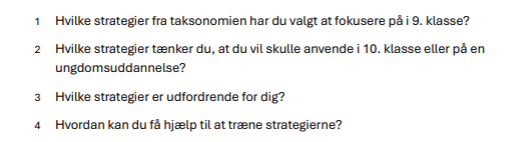 1 Hvilke strategier fra taksonomien har du valgt at fokusere på i 9. klasse?
2 Hvilke strategier tænker du, at du vil skulle anvende i 10. klasse eller på en
ungdomsuddannelse?
3 Hvilke strategier er udfordrende for dig?
4 Hvordan kan du få hjælp til at træne strategierne?